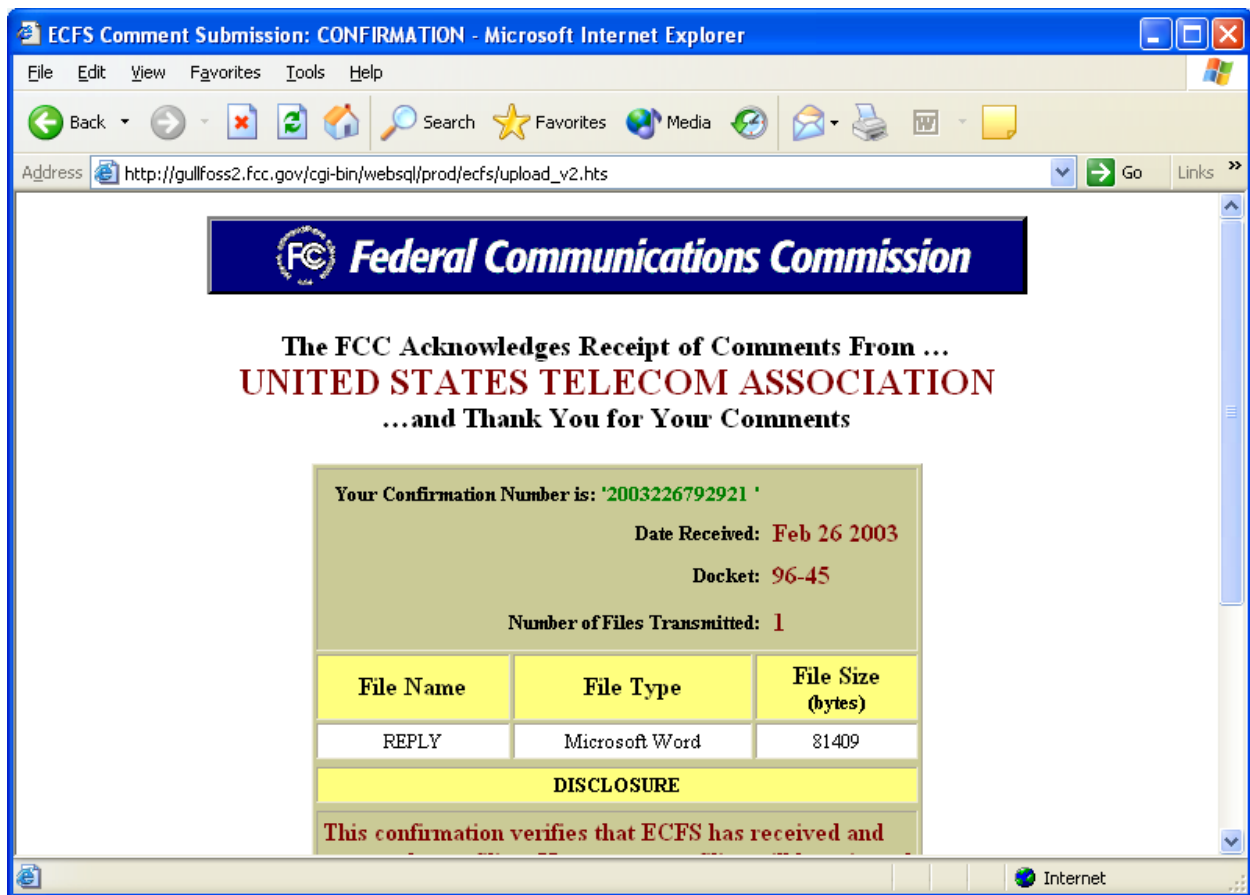 ECFS Comment Submission: CONFIRMATION - Microsoft Internet Explorer
File Edit View Favorites Tools Help
Back Search Favorites Media
Address http://gullfoss2.fcc.gov/cgi-bin/websql/prod/ecfs/upload_v2.hts Go Links »
FCC Federal Communications Commission
The FCC Acknowledges Receipt of Comments From ...
UNITED STATES TELECOM ASSOCIATION
...and Thank You for Your Comments
Your Confirmation Number is: '2003226792921 '
Date Received: Feb 26 2003
Docket: 96-45
Number of Files Transmitted: 1
File Name File Type File Size
(bytes)
REPLY Microsoft Word 81409
DISCLOSURE
This confirmation verifies that ECFS has received and
Internet